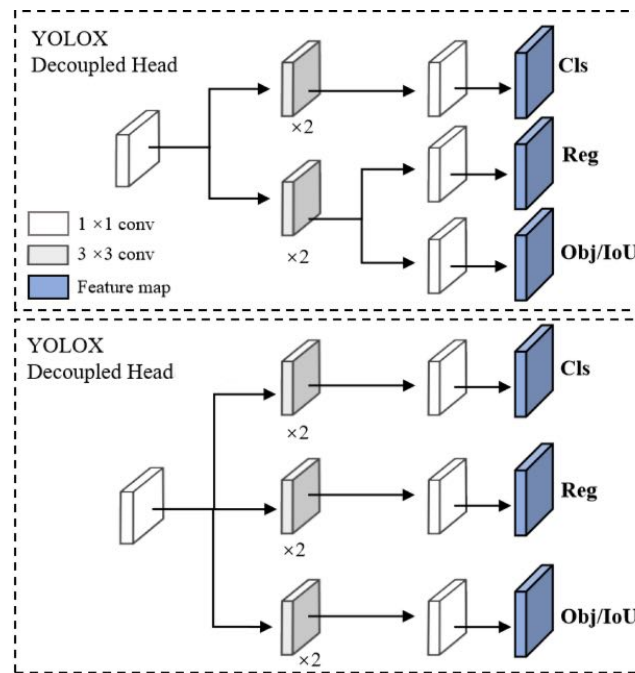 YOLOX
Decoupled Head
Cls
×2
Reg
1 ×1 conv
3 ×3 conv
×2
Obj/IoU
Feature map
YOLOX
Decoupled Head
Cls
×2
Reg
×2
Obj/IoU
×2